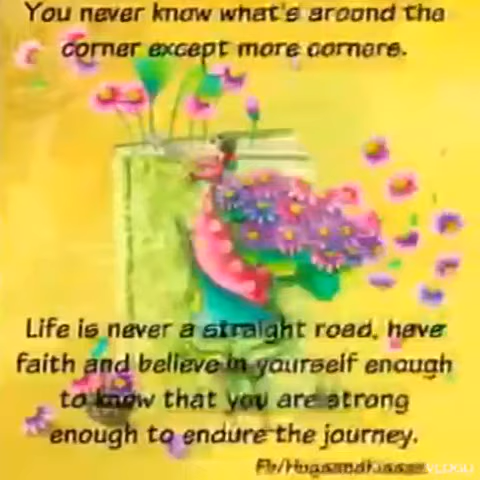 You never know what's around the
corner except more corners.
Life is never a straight road, have
faith and believe in yourself enough
to know that you are strong
enough to endure the journey.
Fb/Hugsandkisses